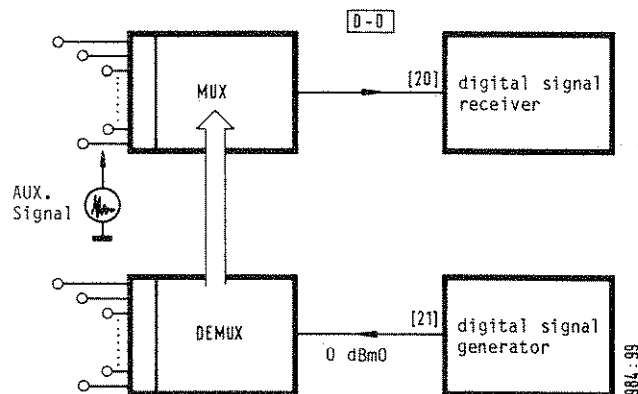 D-D
MUX
[20]
digital signal
receiver
AUX.
Signal
DEMUX
[21]
0 dBm0
digital signal
generator
984:99